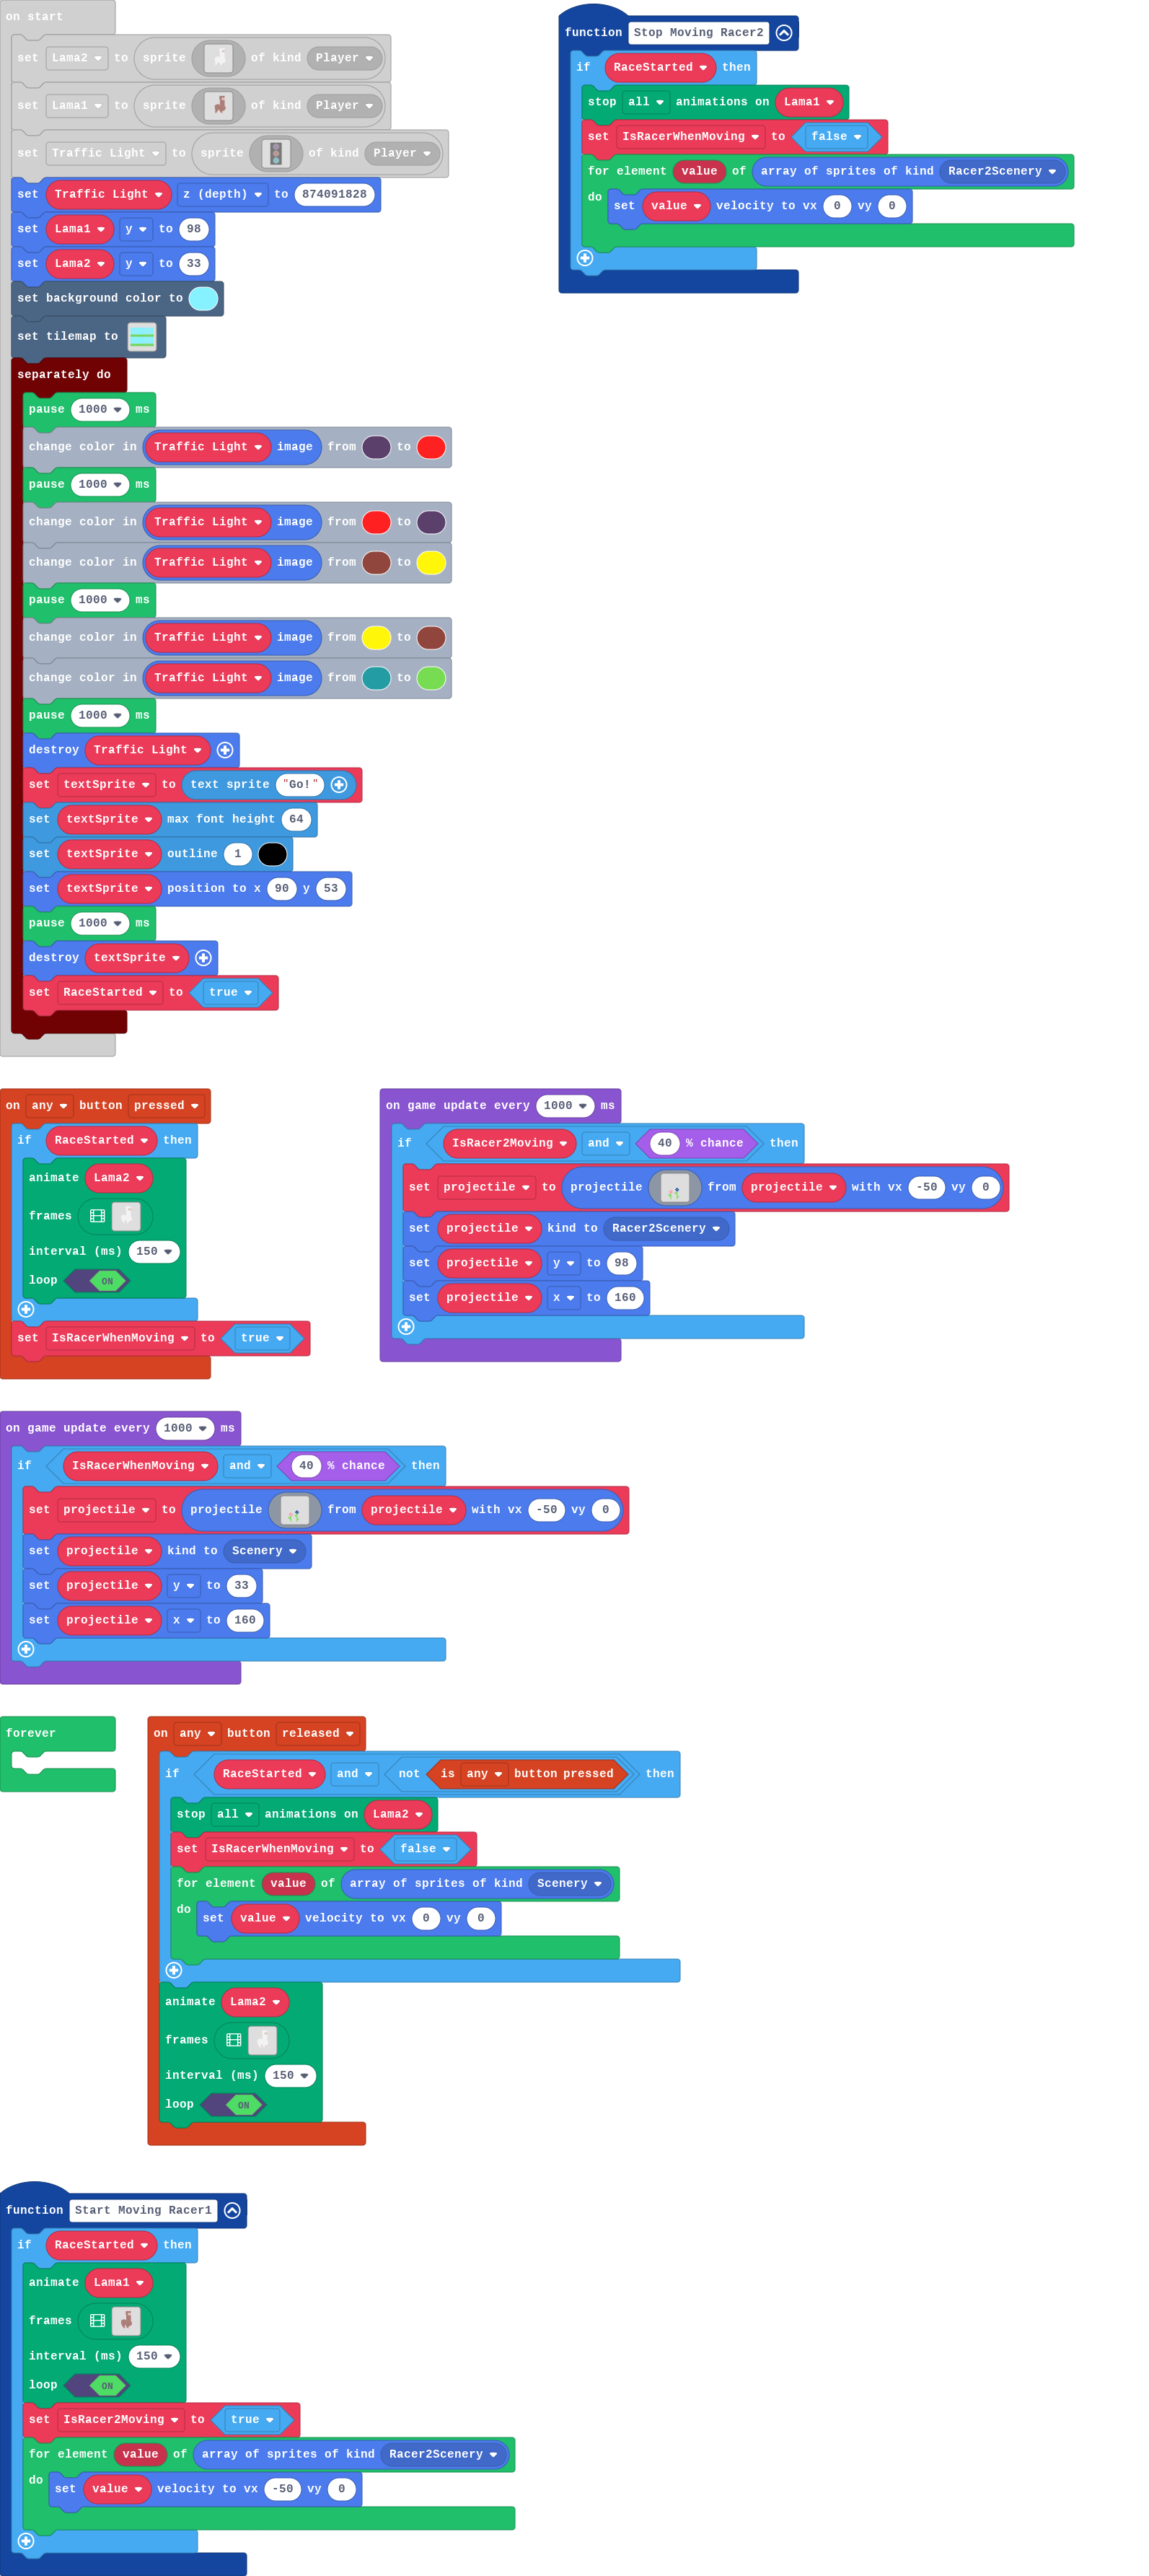 on start
set Lama2 to sprite of kind Player
set Lama1 to sprite of kind Player
set Traffic Light to sprite of kind Player
set Traffic Light z (depth) to 874091828
set Lama1 y to 98
set Lama2 y to 33
set background color to
set tilemap to
separately do
pause 1000 ms
change color in Traffic Light image from to
pause 1000 ms
change color in Traffic Light image from to
change color in Traffic Light image from to
pause 1000 ms
change color in Traffic Light image from to
change color in Traffic Light image from to
pause 1000 ms
destroy Traffic Light
set textSprite to text sprite "Go!"
set textSprite max font height 64
set textSprite outline 1
set textSprite position to x 90 y 53
pause 1000 ms
destroy textSprite
set RaceStarted to true
function Stop Moving Racer2
if RaceStarted then
stop all animations on Lama1
set IsRacerWhenMoving to false
for element value of array of sprites of kind Racer2Scenery
do set value velocity to vx 0 vy 0
on any button pressed
if RaceStarted then
animate Lama2
frames
interval (ms) 150
loop ON
set IsRacerWhenMoving to true
on game update every 1000 ms
if IsRacer2Moving and 40 % chance then
set projectile to projectile from projectile with vx -50 vy 0
set projectile kind to Racer2Scenery
set projectile y to 98
set projectile x to 160
on game update every 1000 ms
if IsRacerWhenMoving and 40 % chance then
set projectile to projectile from projectile with vx -50 vy 0
set projectile kind to Scenery
set projectile y to 33
set projectile x to 160
forever
on any button released
if RaceStarted and not is any button pressed then
stop all animations on Lama2
set IsRacerWhenMoving to false
for element value of array of sprites of kind Scenery
do set value velocity to vx 0 vy 0
animate Lama2
frames
interval (ms) 150
loop ON
function Start Moving Racer1
if RaceStarted then
animate Lama1
frames
interval (ms) 150
loop ON
set IsRacer2Moving to true
for element value of array of sprites of kind Racer2Scenery
do set value velocity to vx -50 vy 0